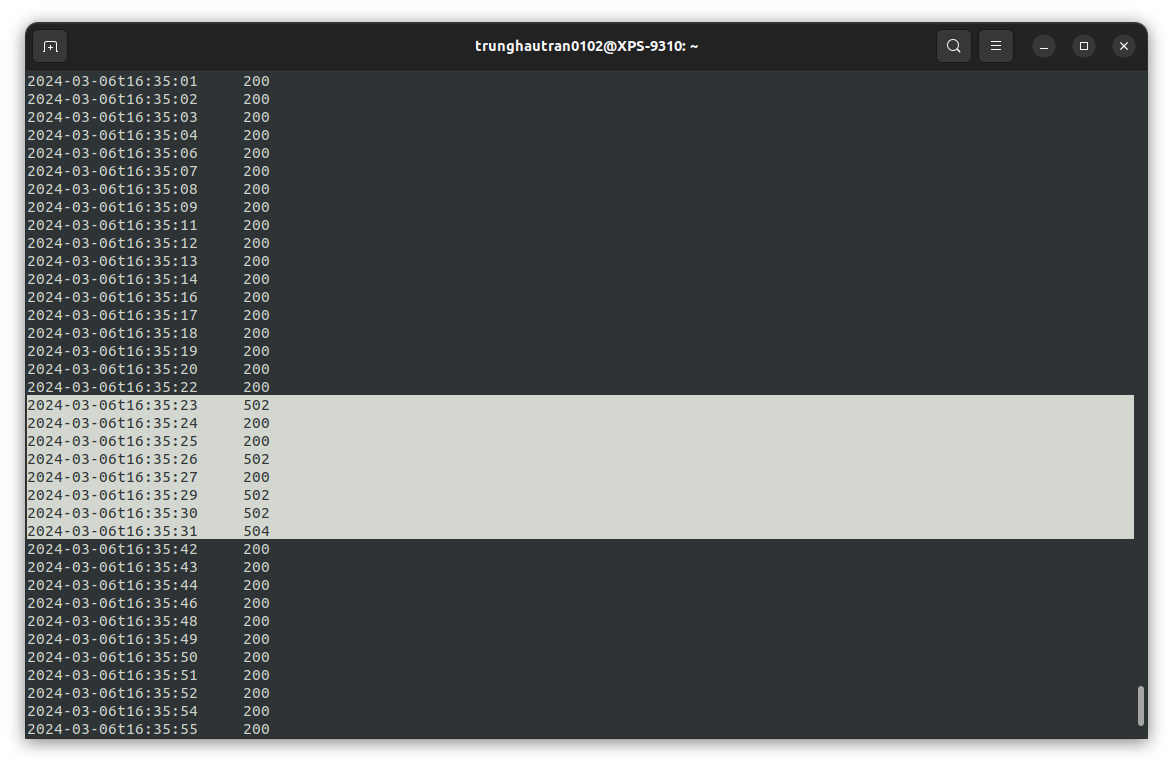 trunghautran0102@XPS-9310: ~
2024-03-06t16:35:01 200
2024-03-06t16:35:02 200
2024-03-06t16:35:03 200
2024-03-06t16:35:04 200
2024-03-06t16:35:06 200
2024-03-06t16:35:07 200
2024-03-06t16:35:08 200
2024-03-06t16:35:09 200
2024-03-06t16:35:11 200
2024-03-06t16:35:12 200
2024-03-06t16:35:13 200
2024-03-06t16:35:14 200
2024-03-06t16:35:16 200
2024-03-06t16:35:17 200
2024-03-06t16:35:18 200
2024-03-06t16:35:19 200
2024-03-06t16:35:20 200
2024-03-06t16:35:22 200
2024-03-06t16:35:23 502
2024-03-06t16:35:24 200
2024-03-06t16:35:25 200
2024-03-06t16:35:26 502
2024-03-06t16:35:27 200
2024-03-06t16:35:29 502
2024-03-06t16:35:30 502
2024-03-06t16:35:31 504
2024-03-06t16:35:42 200
2024-03-06t16:35:43 200
2024-03-06t16:35:44 200
2024-03-06t16:35:46 200
2024-03-06t16:35:48 200
2024-03-06t16:35:49 200
2024-03-06t16:35:50 200
2024-03-06t16:35:51 200
2024-03-06t16:35:52 200
2024-03-06t16:35:54 200
2024-03-06t16:35:55 200